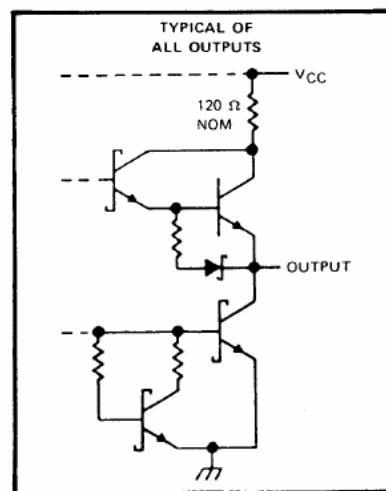 TYPICAL OF
ALL OUTPUTS
VCC
120 Ω
NOM
OUTPUT